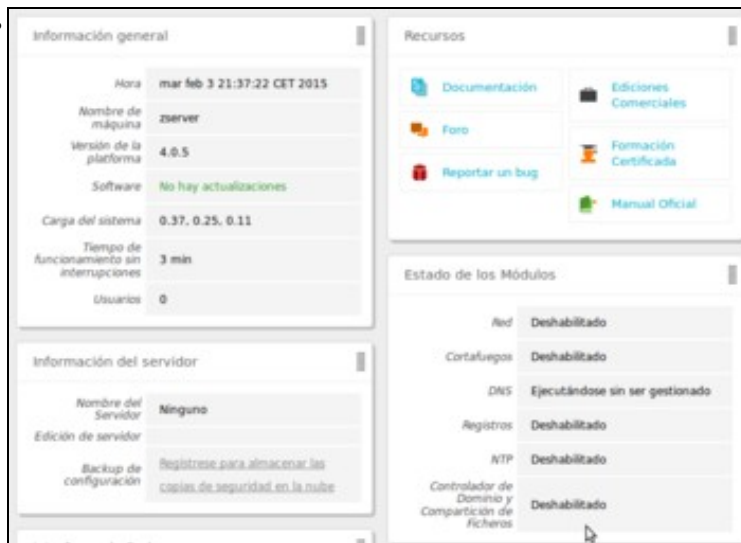 Información general
Hora mar feb 3 21:37:22 CET 2015
Nombre de
máquina
zserver
Versión de la
plataforma
4.0.5
Software No hay actualizaciones
Carga del sistema 0.37, 0.25, 0.11
Tiempo de
funcionamiento sin
interrupciones
3 min
Usuarios 0
Información del servidor
Nombre del
Servidor
Ninguno
Edición de servidor
Backup de
configuración
Regístrese para almacenar las
copias de seguridad en la nube
Recursos
Documentación
Foro
Reportar un bug
Ediciones
Comerciales
Formación
Certificada
Manual Oficial
Estado de los Módulos
Red Deshabilitado
Cortafuegos Deshabilitado
DNS Ejecutándose sin ser gestionado
Registros Deshabilitado
NTP Deshabilitado
Controlador de
Dominio y
Compartición de
Ficheros
Deshabilitado